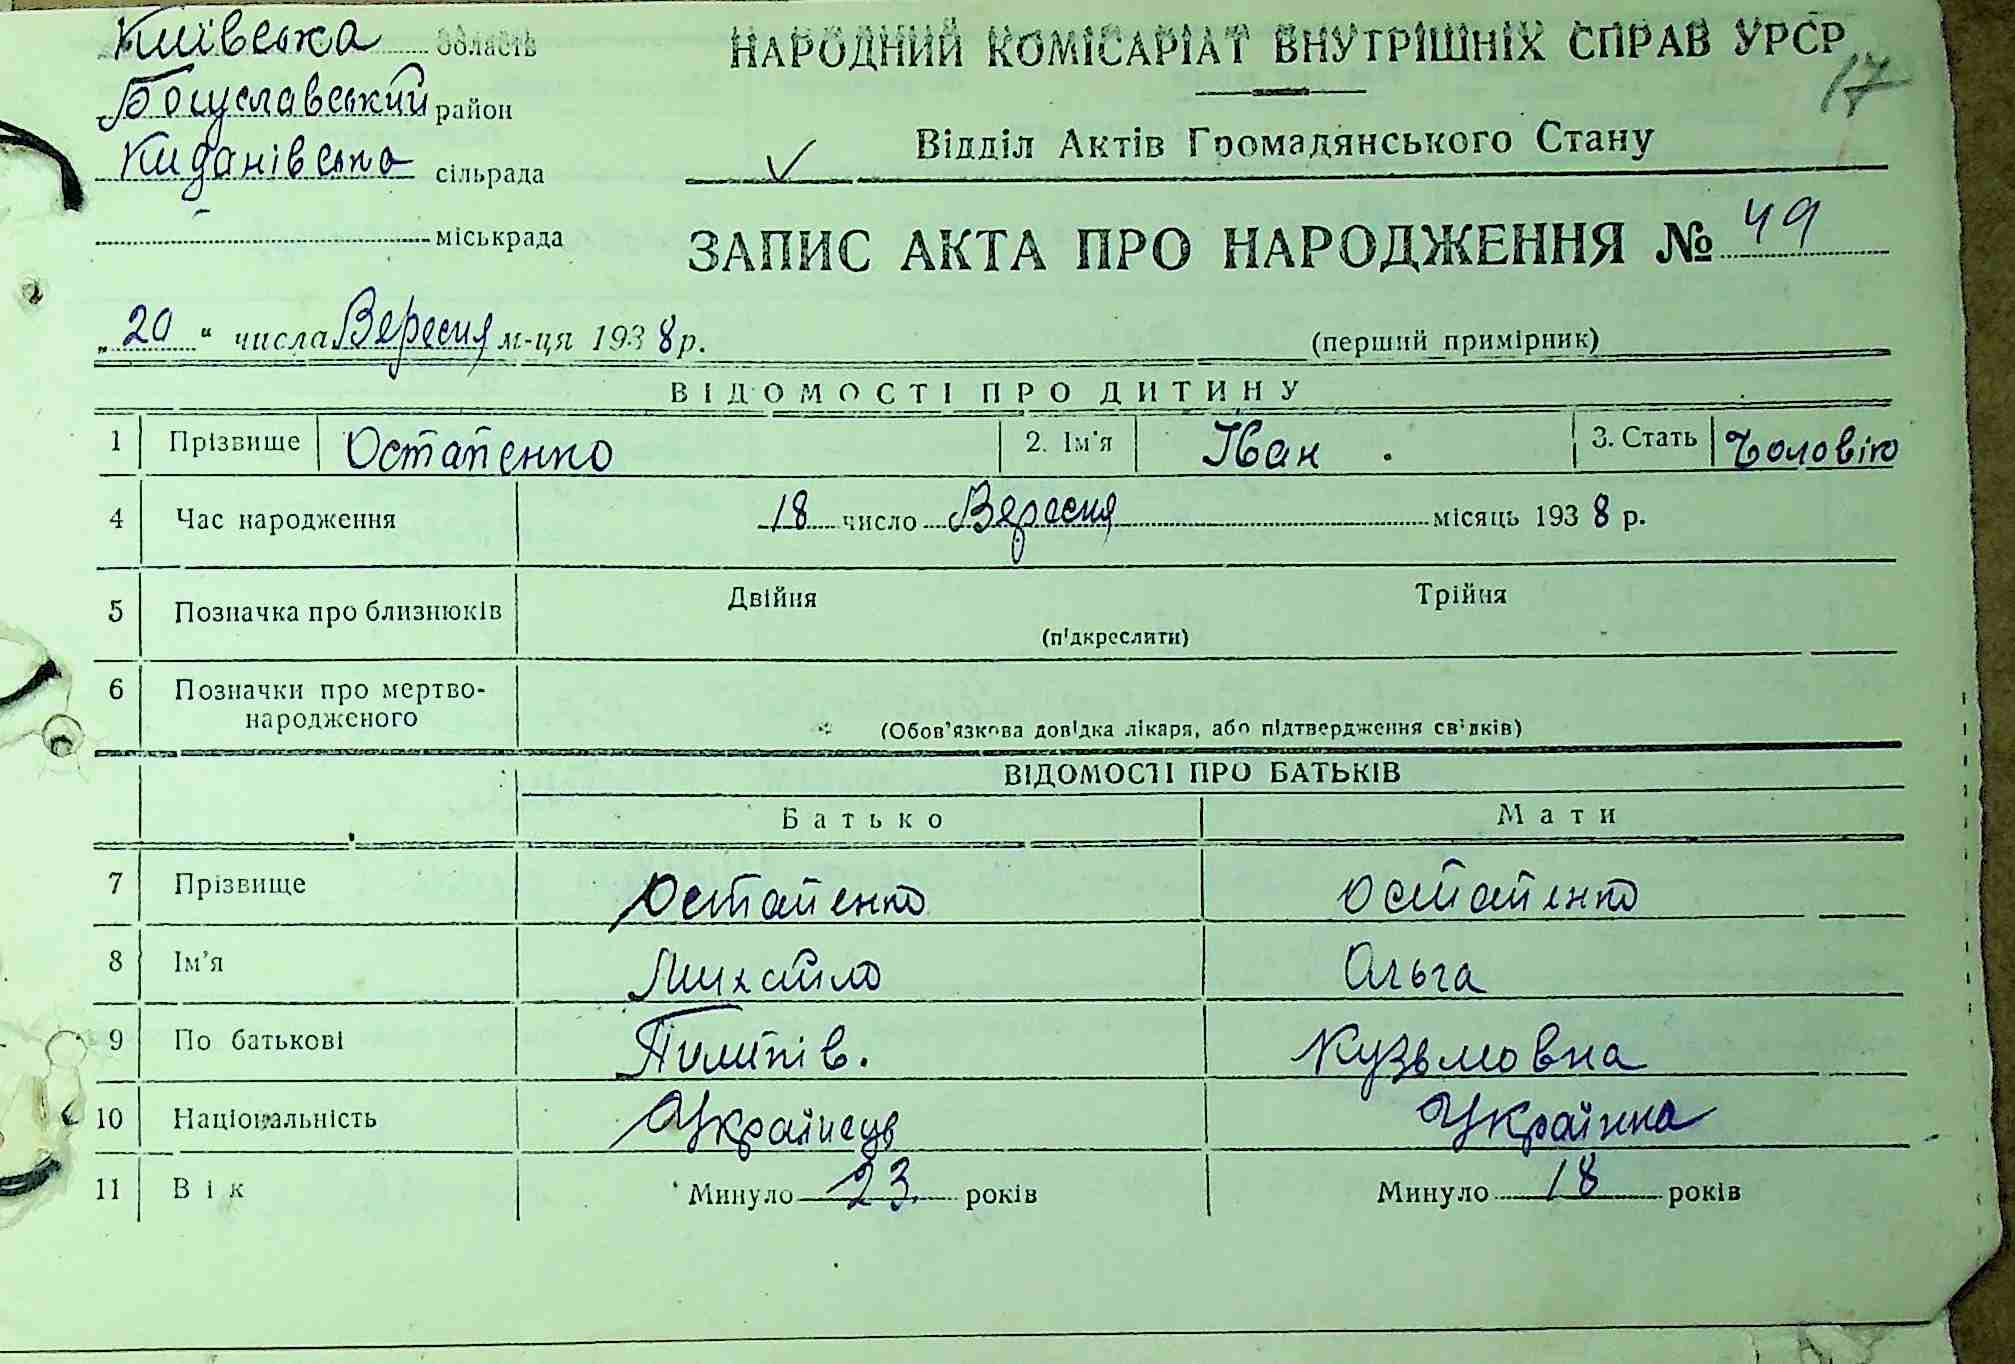 Київська область
Богуславський район
Киданівська сільрада
міськрада
НАРОДНИЙ КОМІСАРІАТ ВНУТРІШНІХ СПРАВ УРСР
17
Відділ Актів Громадянського Стану
ЗАПИС АКТА ПРО НАРОДЖЕННЯ № 49
„20“ числа Вересня м-ця 1938 р.
(перший примірник)
ВІДОМОСТІ ПРО ДИТИНУ
1 Прізвище Остапенко 2. Ім'я Іван 3. Стать Чоловіч
4 Час народження 18 число Вересня місяць 1938 р.
5 Позначка про близнюків Двійня Трійня
(підкреслити)
6 Позначки про мертво-
народженого
(Обов'язкова довідка лікаря, або підтвердження свідків)
ВІДОМОСТІ ПРО БАТЬКІВ
Батько Мати
7 Прізвище Остапенко Остапенко
8 Ім'я Михайло Ольга
9 По батькові Пилипів. Кузьмовна
10 Національність Украінець Украінка
11 Вік Минуло 23 років Минуло 18 років